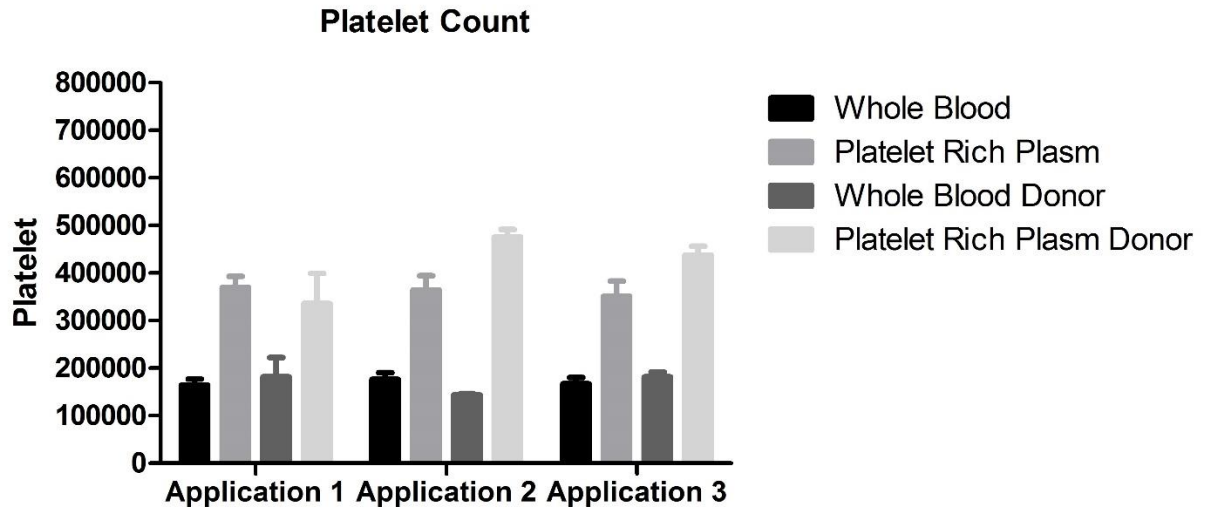 Platelet Count
Platelet
800000
700000
600000
500000
400000
300000
200000
100000
0
Application 1 Application 2 Application 3
Whole Blood
Platelet Rich Plasm
Whole Blood Donor
Platelet Rich Plasm Donor